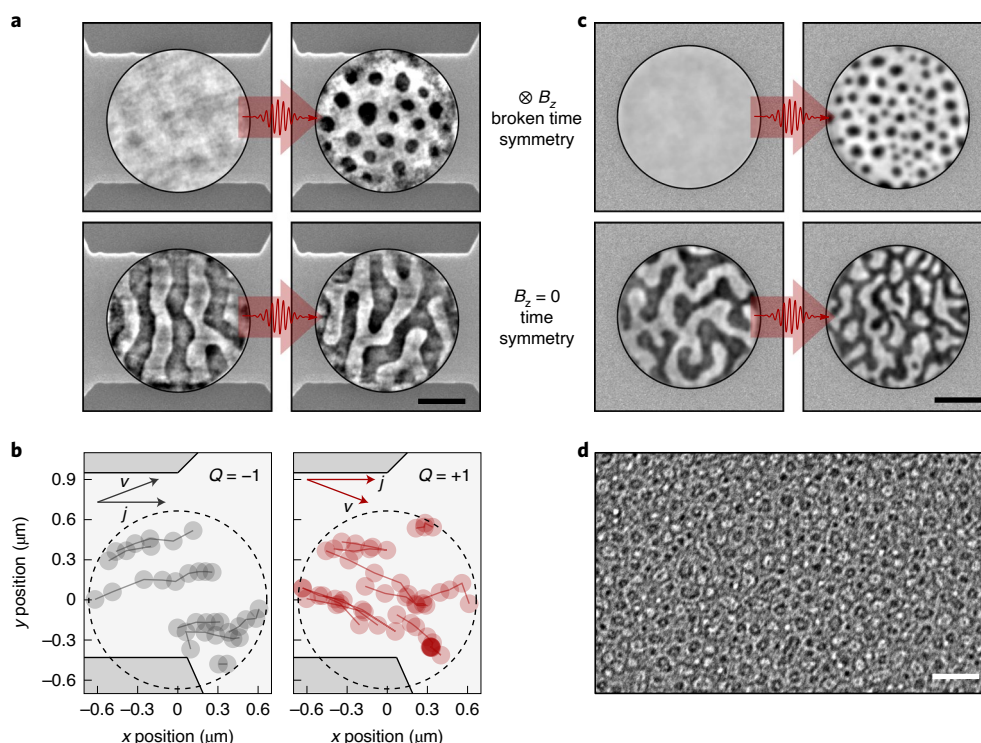 a
c
⊗ B_z
broken time
symmetry
B_z = 0
time
symmetry
b
d
0.9
0.6
0.3
0
−0.3
−0.6
y position (μm)
Q = −1
v
j
Q = +1
j
v
−0.6 −0.3 0 0.3 0.6
−0.6 −0.3 0 0.3 0.6
x position (μm)
x position (μm)